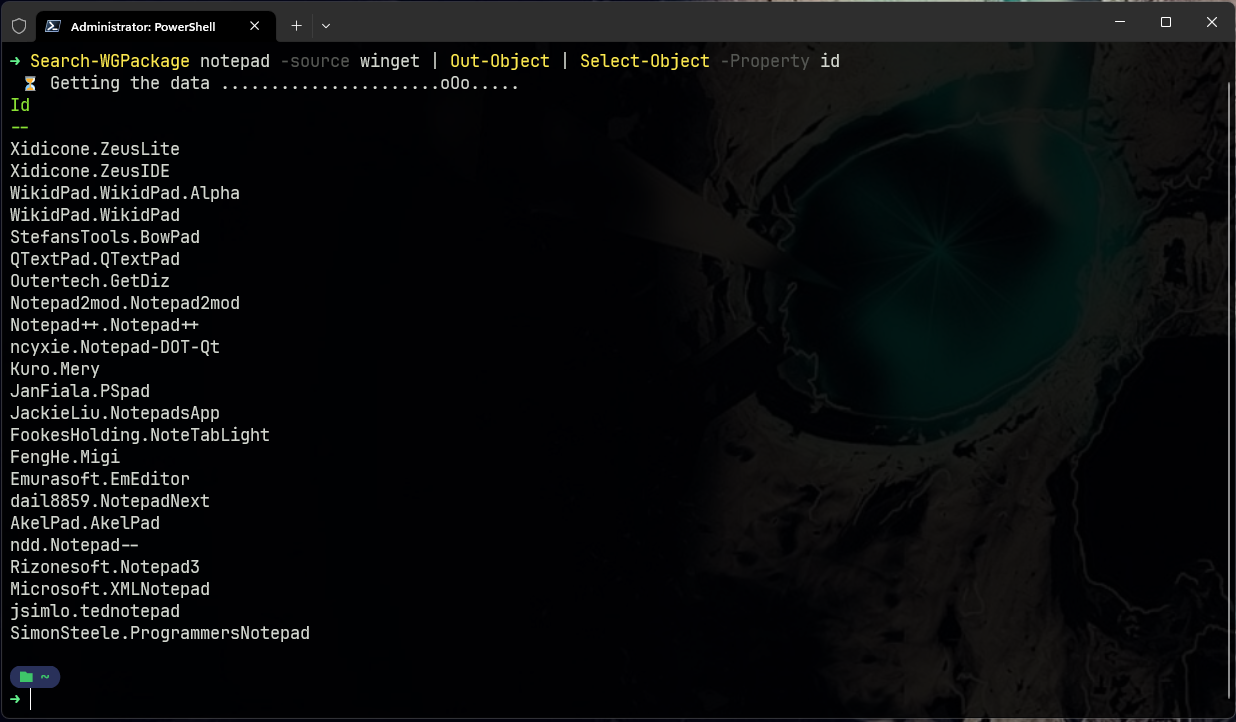 Administrator: PowerShell
➜ Search-WGPackage notepad -source winget | Out-Object | Select-Object -Property id
⏳ Getting the data ......................oOo.....
Id
--
Xidicone.ZeusLite
Xidicone.ZeusIDE
WikidPad.WikidPad.Alpha
WikidPad.WikidPad
StefansTools.BowPad
QTextPad.QTextPad
Outertech.GetDiz
Notepad2mod.Notepad2mod
Notepad++.Notepad++
ncyxie.Notepad-DOT-Qt
Kuro.Mery
JanFiala.PSpad
JackieLiu.NotepadsApp
FookesHolding.NoteTabLight
FengHe.Migi
Emurasoft.EmEditor
dail8859.NotepadNext
AkelPad.AkelPad
ndd.Notepad--
Rizonesoft.Notepad3
Microsoft.XMLNotepad
jsimlo.tednotepad
SimonSteele.ProgrammersNotepad
~
➜